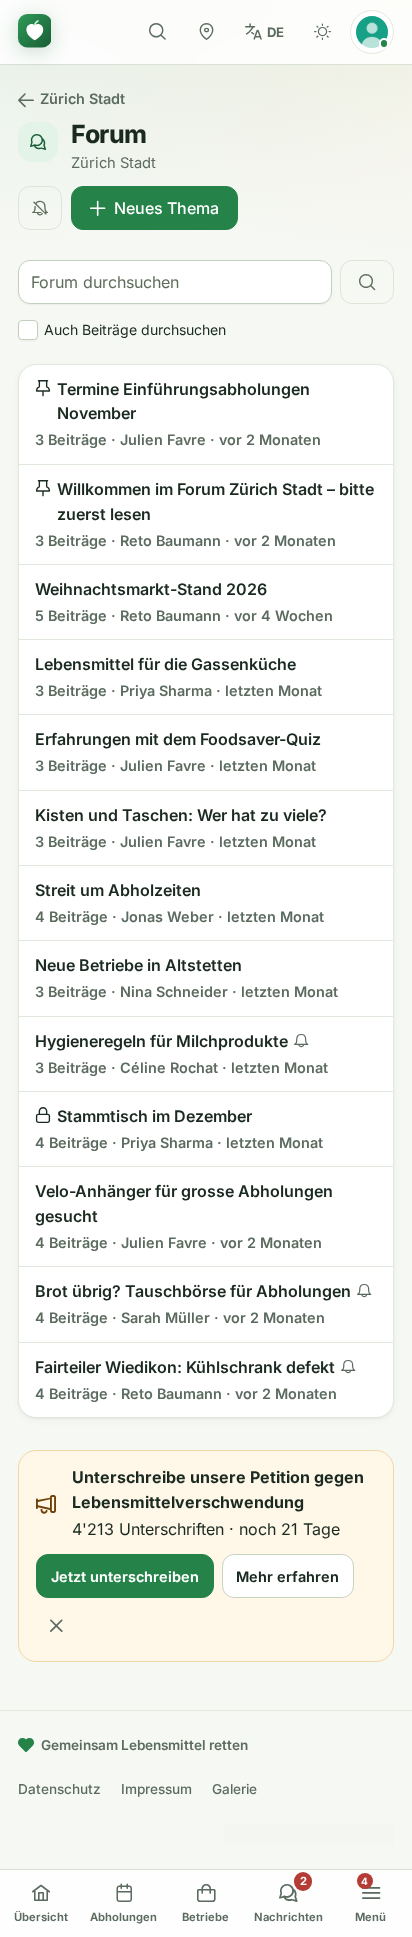 DE
Zürich Stadt
Forum
Zürich Stadt
Neues Thema
Forum durchsuchen
Auch Beiträge durchsuchen
Termine Einführungsabholungen
November
3 Beiträge · Julien Favre · vor 2 Monaten
Willkommen im Forum Zürich Stadt – bitte
zuerst lesen
3 Beiträge · Reto Baumann · vor 2 Monaten
Weihnachtsmarkt-Stand 2026
5 Beiträge · Reto Baumann · vor 4 Wochen
Lebensmittel für die Gassenküche
3 Beiträge · Priya Sharma · letzten Monat
Erfahrungen mit dem Foodsaver-Quiz
3 Beiträge · Julien Favre · letzten Monat
Kisten und Taschen: Wer hat zu viele?
3 Beiträge · Julien Favre · letzten Monat
Streit um Abholzeiten
4 Beiträge · Jonas Weber · letzten Monat
Neue Betriebe in Altstetten
3 Beiträge · Nina Schneider · letzten Monat
Hygieneregeln für Milchprodukte
3 Beiträge · Céline Rochat · letzten Monat
Stammtisch im Dezember
4 Beiträge · Priya Sharma · letzten Monat
Velo-Anhänger für grosse Abholungen
gesucht
4 Beiträge · Julien Favre · vor 2 Monaten
Brot übrig? Tauschbörse für Abholungen
4 Beiträge · Sarah Müller · vor 2 Monaten
Fairteiler Wiedikon: Kühlschrank defekt
4 Beiträge · Reto Baumann · vor 2 Monaten
Unterschreibe unsere Petition gegen
Lebensmittelverschwendung
4'213 Unterschriften · noch 21 Tage
Jetzt unterschreiben Mehr erfahren
Gemeinsam Lebensmittel retten
Datenschutz Impressum Galerie
2 4
Übersicht Abholungen Betriebe Nachrichten Menü